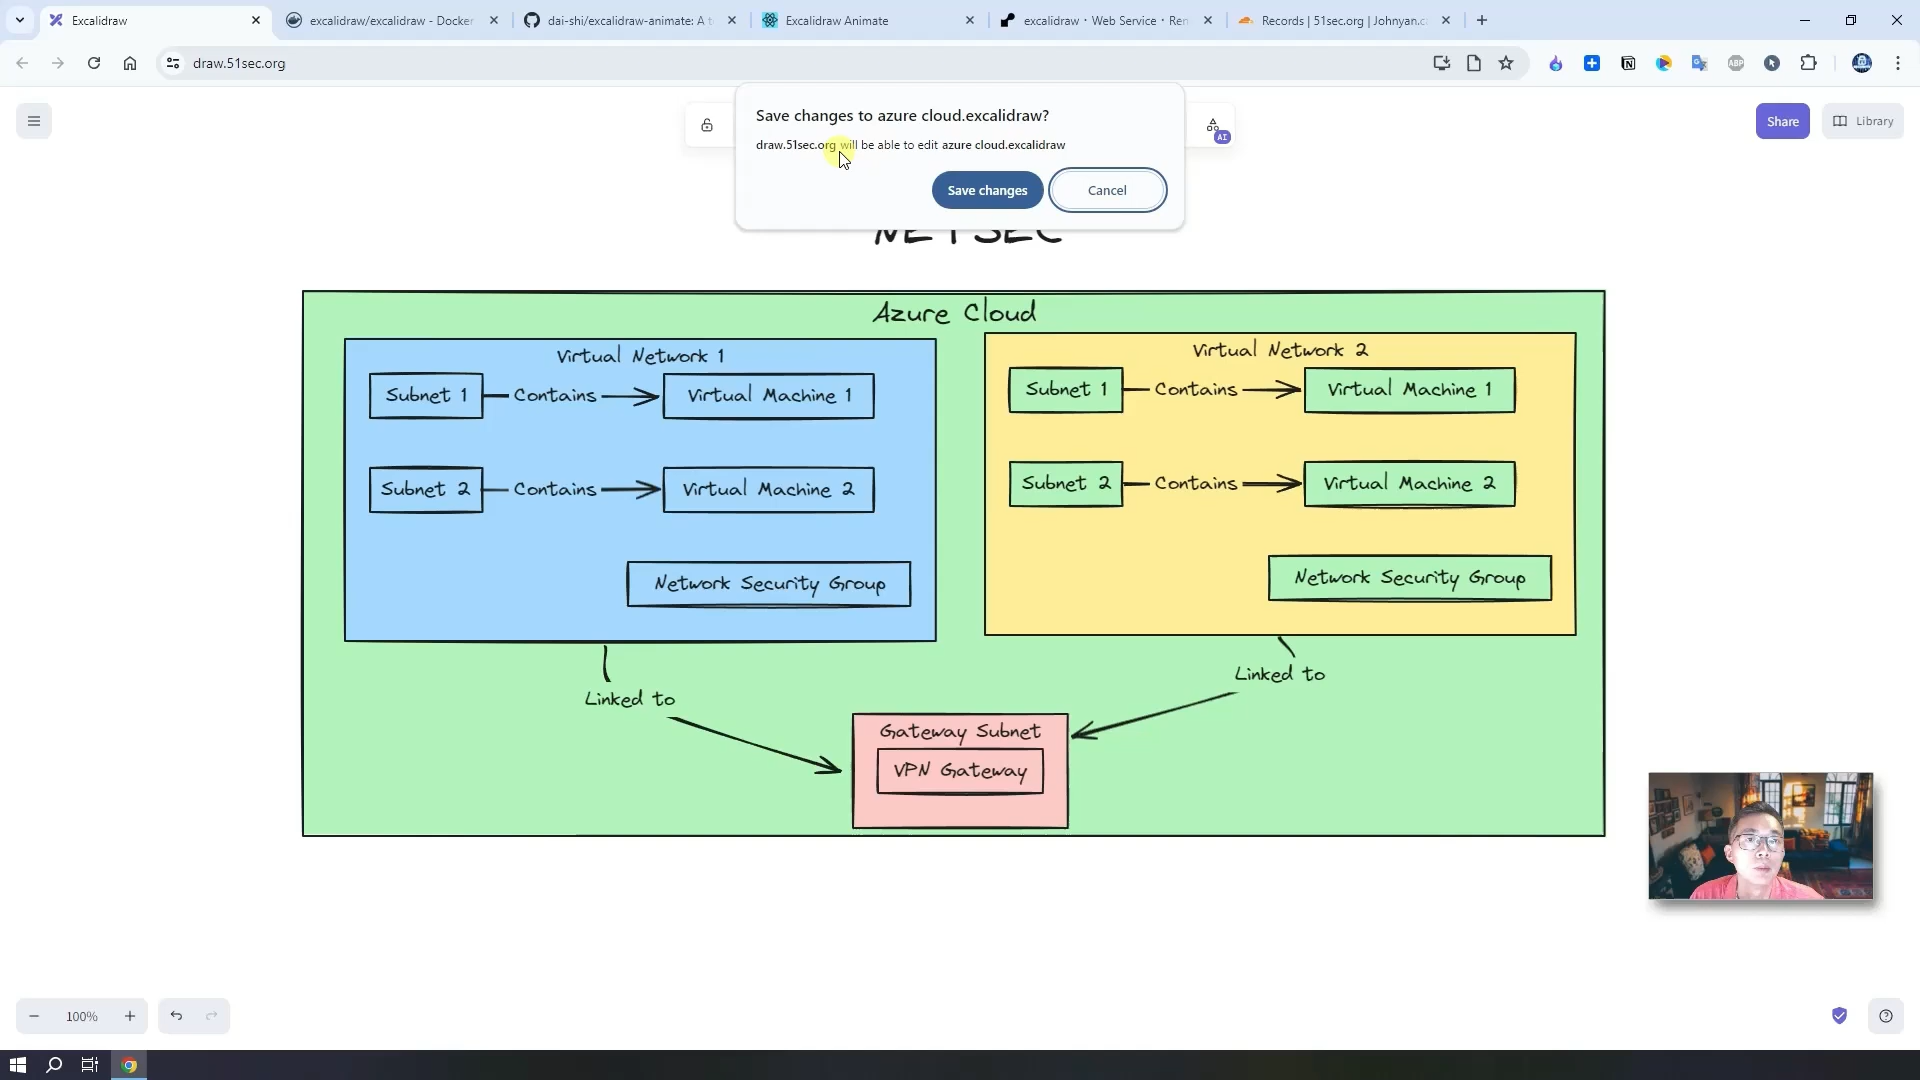 Excalidraw
excalidraw/excalidraw - Docker
dai-shi/excalidraw-animate: A t
Excalidraw Animate
excalidraw · Web Service · Ren
Records | 51sec.org | Johnyan.c
draw.51sec.org
Save changes to azure cloud.excalidraw?
draw.51sec.org will be able to edit azure cloud.excalidraw
Save changes
Cancel
AI
Share
Library
ABP
NETSEC
Azure Cloud
Virtual Network 1
Subnet 1
Contains
Virtual Machine 1
Subnet 2
Contains
Virtual Machine 2
Network Security Group
Virtual Network 2
Subnet 1
Contains
Virtual Machine 1
Subnet 2
Contains
Virtual Machine 2
Network Security Group
Linked to
Linked to
Gateway Subnet
VPN Gateway
100%